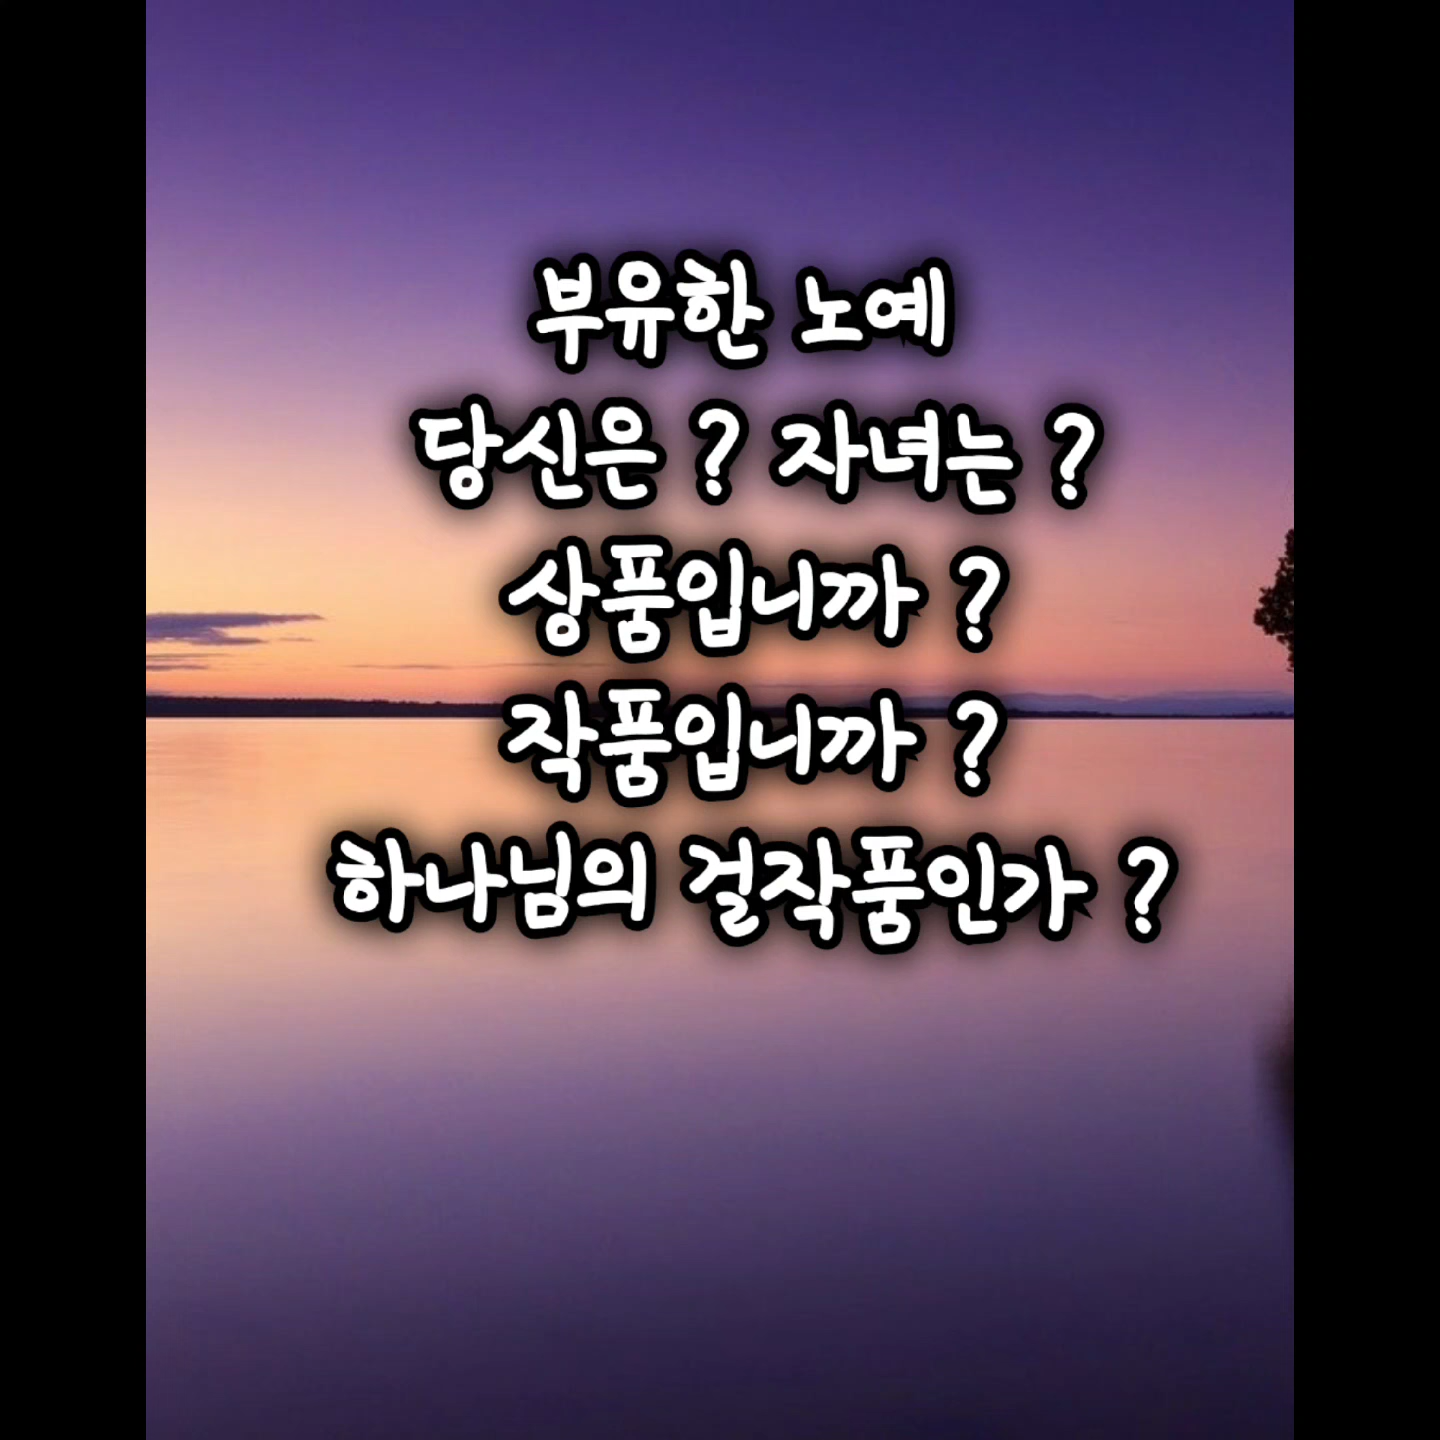 부유한 노예
당신은 ? 자녀는 ?
상품입니까 ?
작품입니까 ?
하나님의 걸작품인가 ?